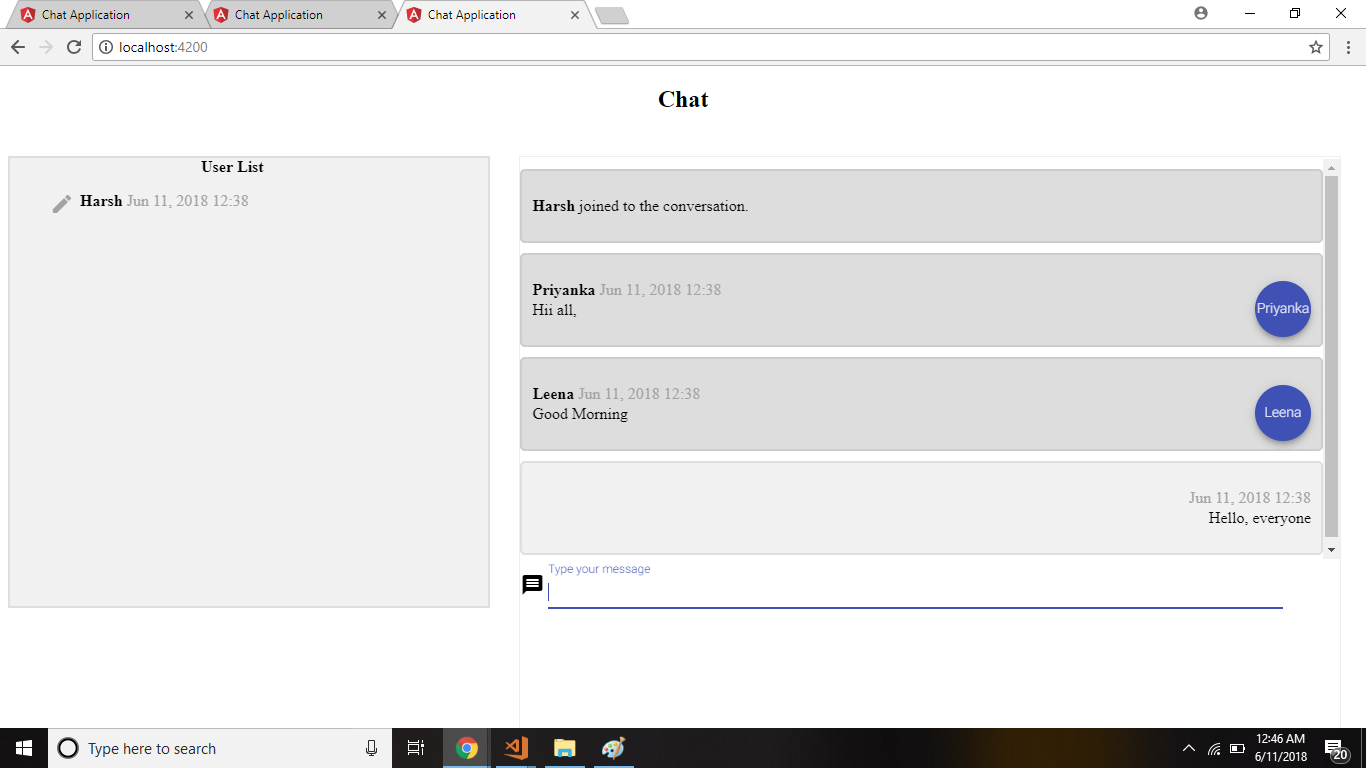 Chat Application
Chat Application
Chat Application
localhost:4200
Chat
User List
Harsh Jun 11, 2018 12:38
Harsh joined to the conversation.
Priyanka Jun 11, 2018 12:38
Hii all,
Priyanka
Leena Jun 11, 2018 12:38
Good Morning
Leena
Jun 11, 2018 12:38
Hello, everyone
Type your message
Type here to search
12:46 AM
6/11/2018
20